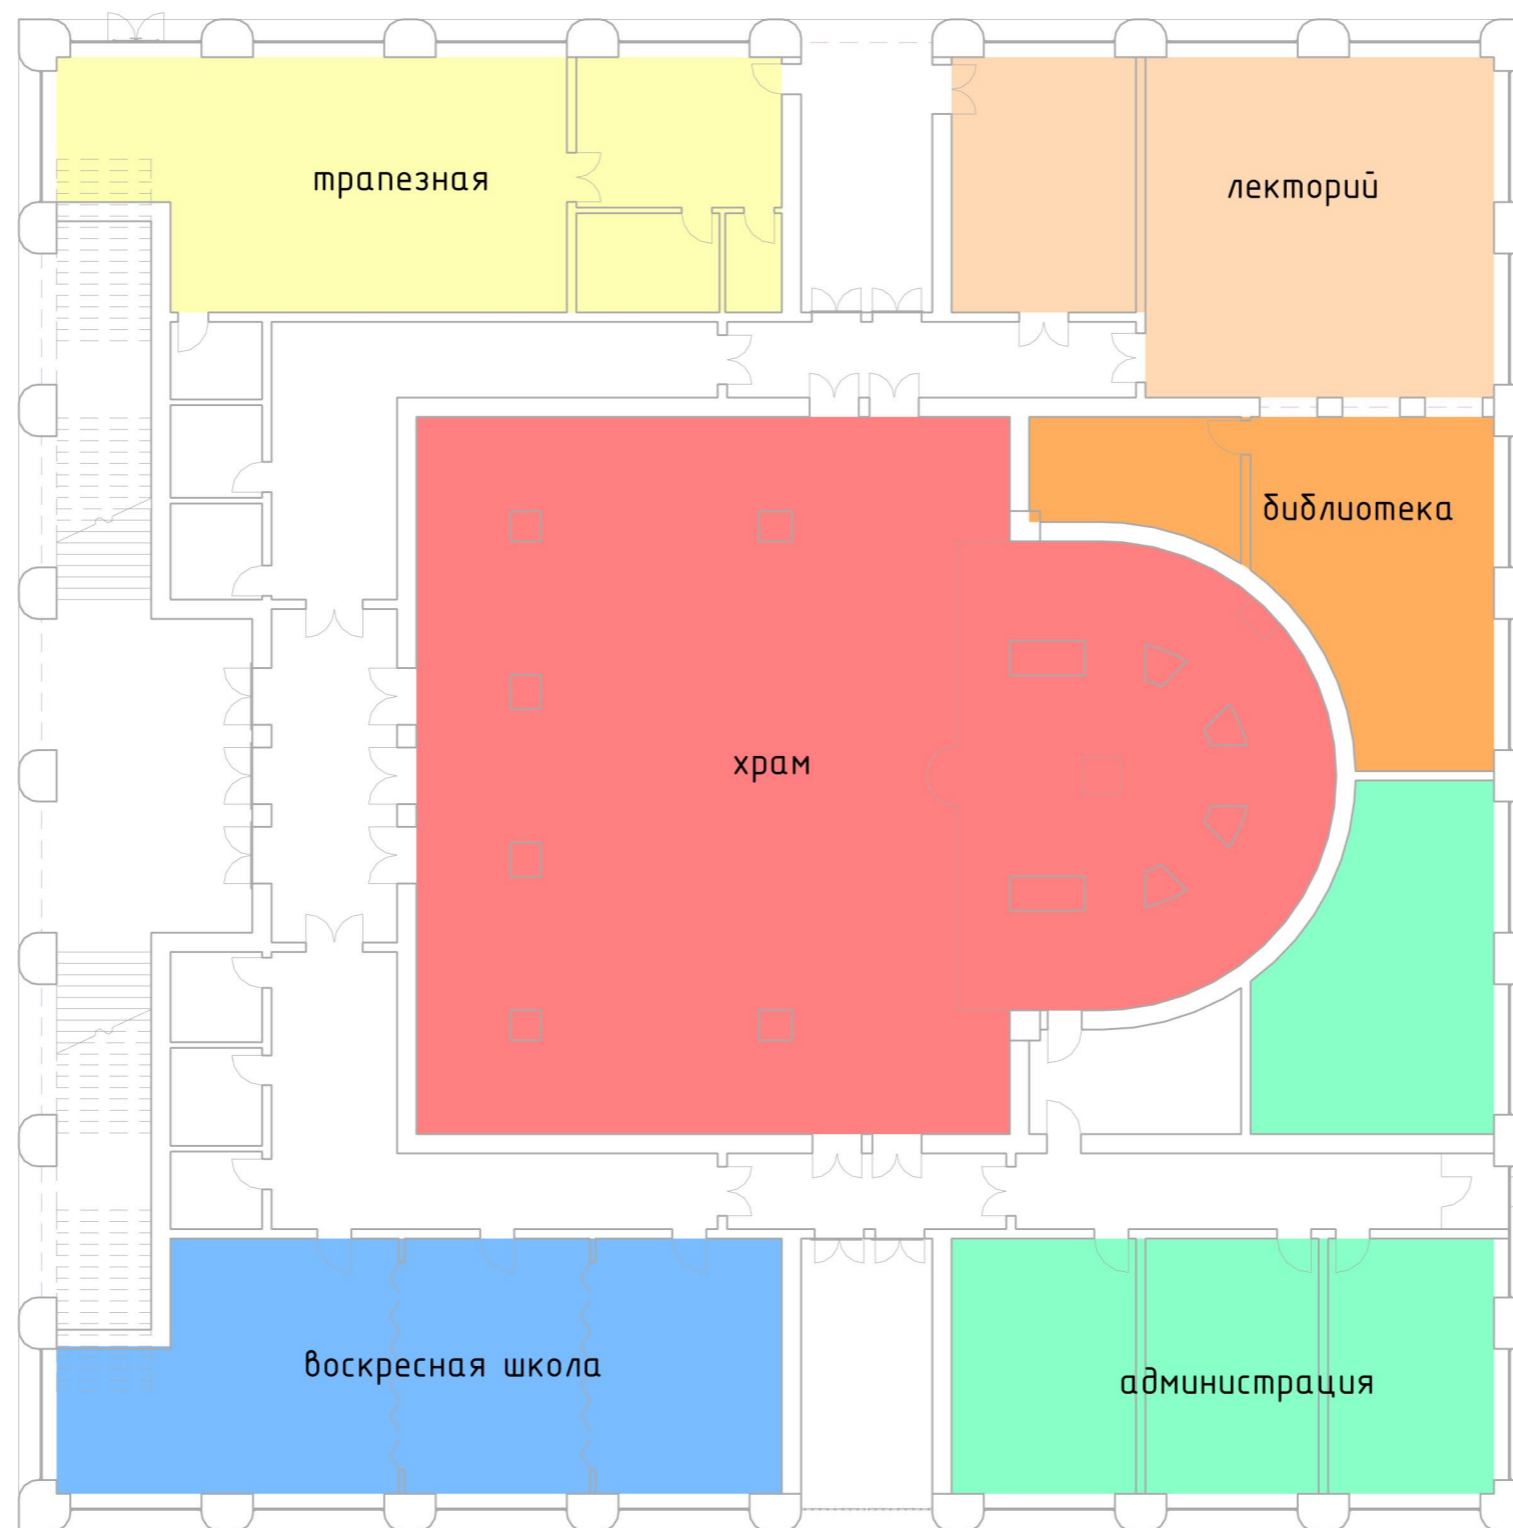 трапезная
лекторий
библиотека
храм
воскресная школа
администрация